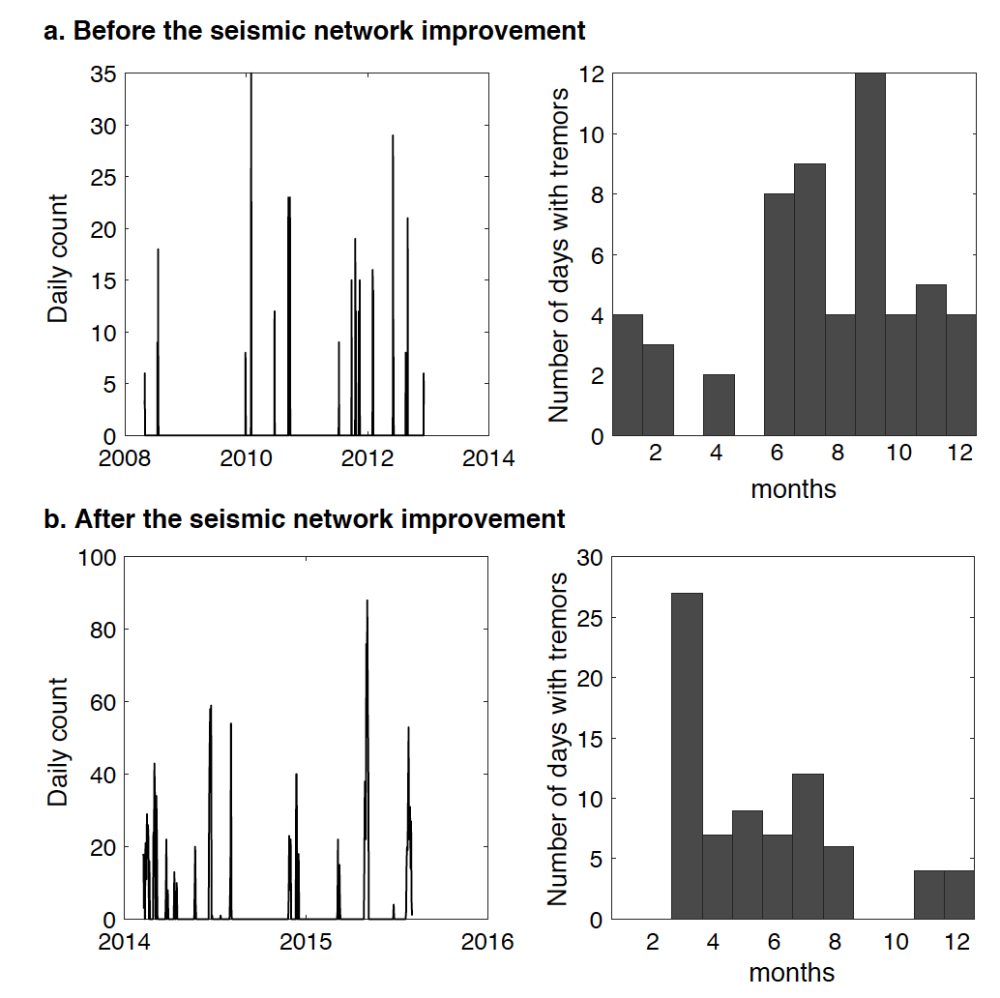 a. Before the seismic network improvement
35
30
25
20
15
10
5
0
Daily count
2008 2010 2012 2014
12
10
8
6
4
2
0
Number of days with tremors
2 4 6 8 10 12
months
b. After the seismic network improvement
100
80
60
40
20
0
Daily count
2014 2015 2016
30
25
20
15
10
5
0
Number of days with tremors
2 4 6 8 10 12
months